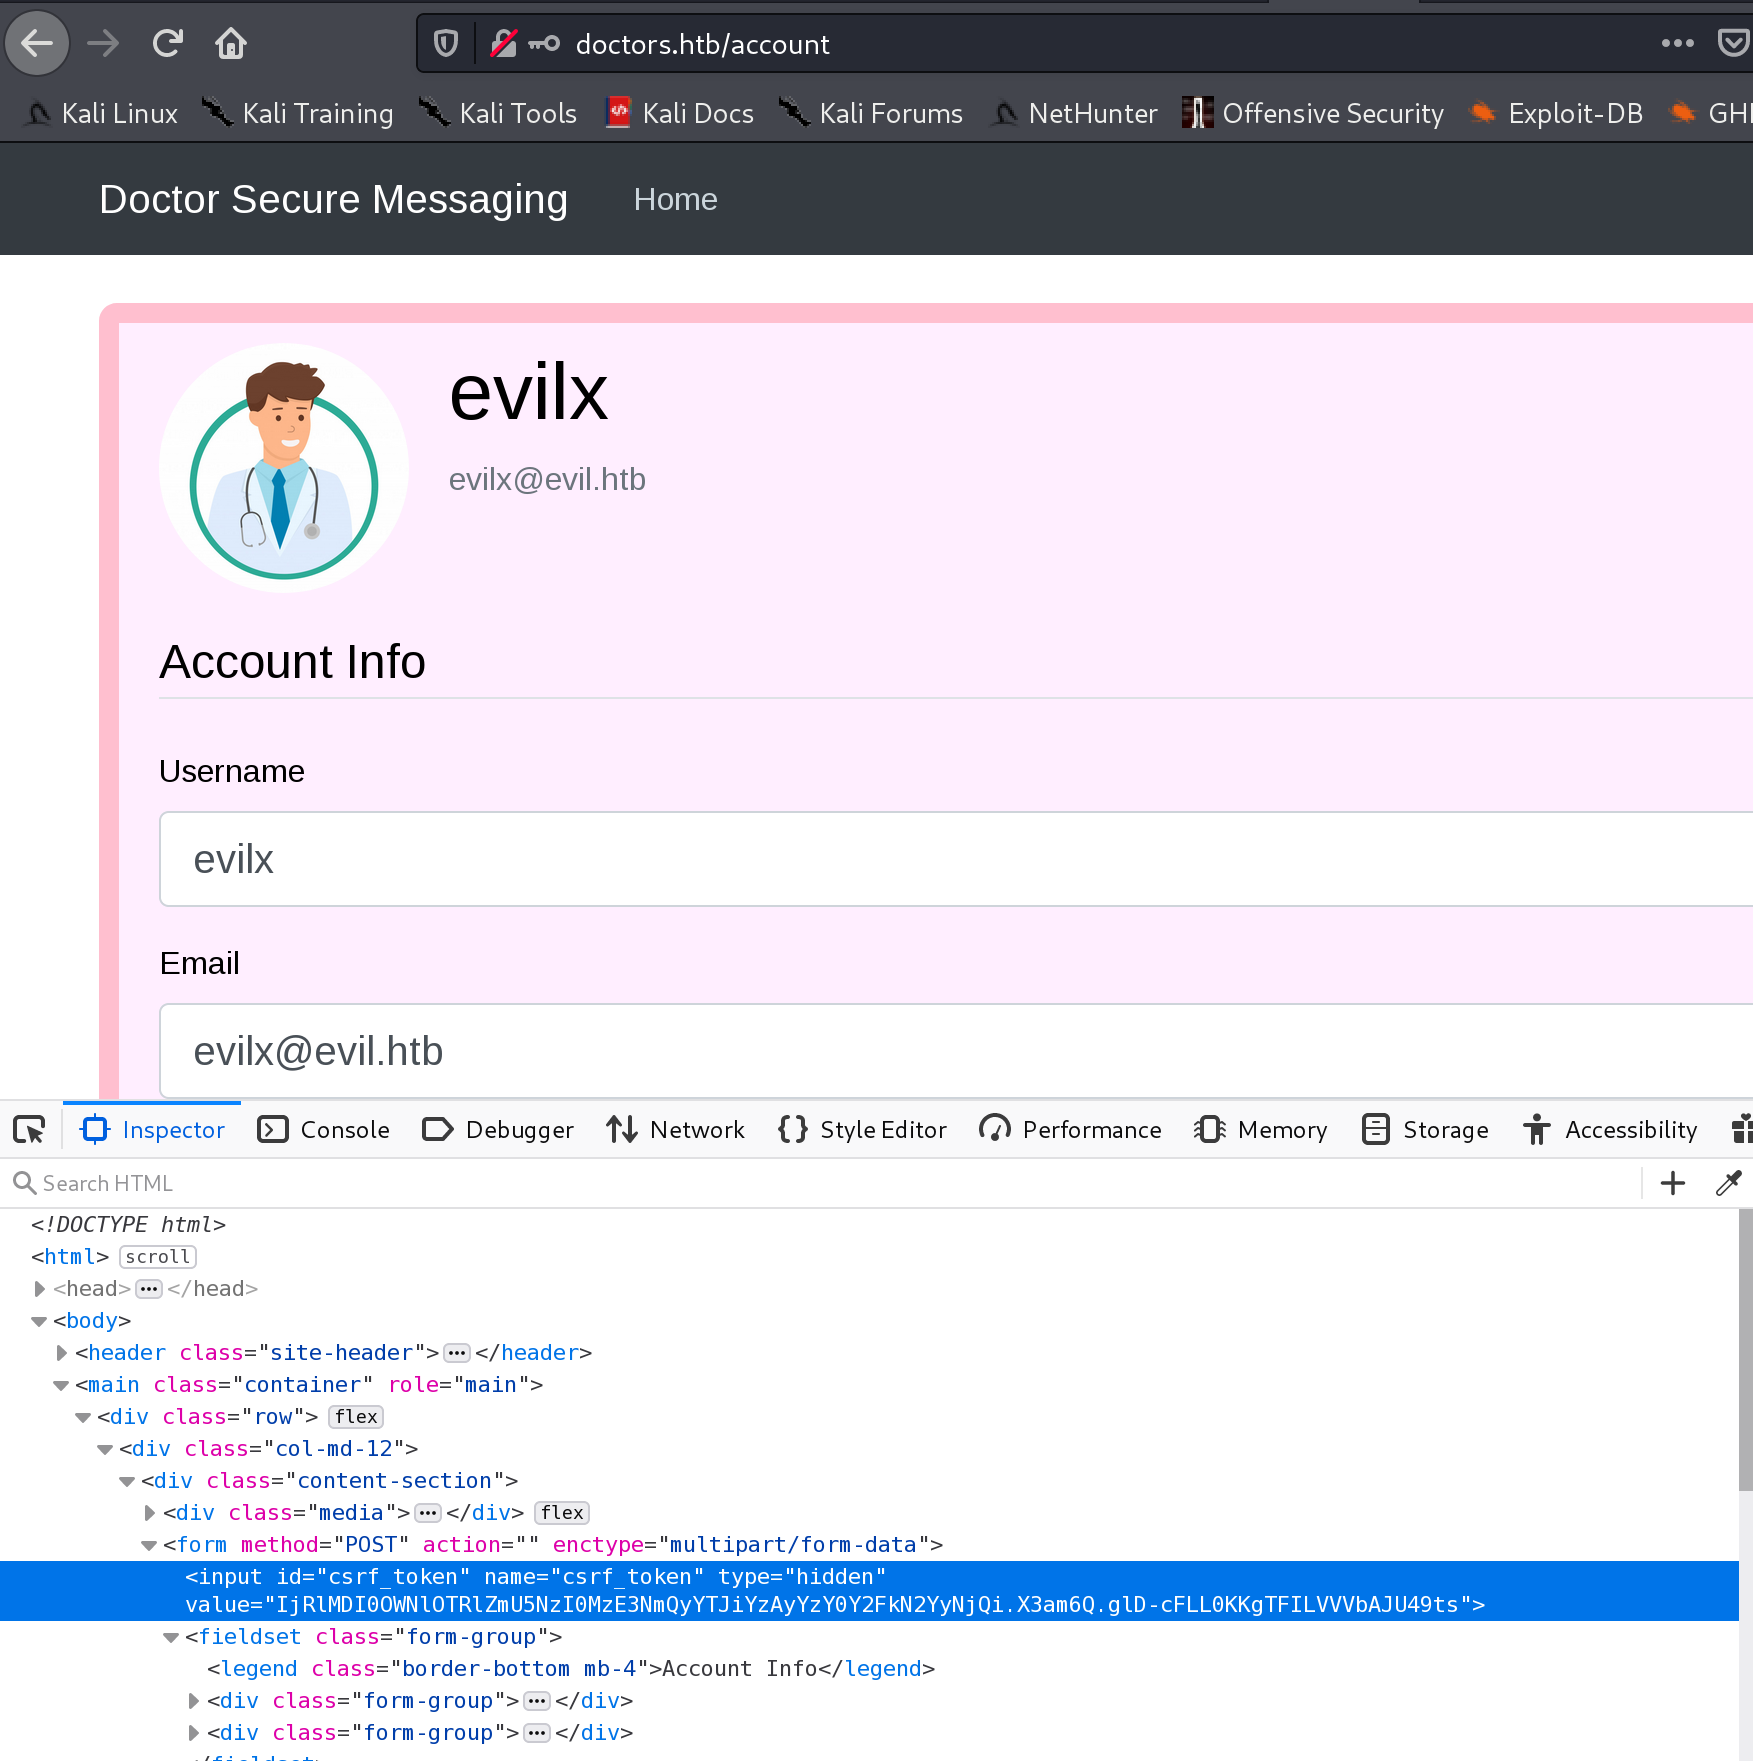 doctors.htb/account
Kali Linux Kali Training Kali Tools Kali Docs Kali Forums NetHunter Offensive Security Exploit-DB
Doctor Secure Messaging Home
evilx
evilx@evil.htb
Account Info
Username
evilx
Email
evilx@evil.htb
Inspector Console Debugger Network Style Editor Performance Memory Storage Accessibility
Search HTML
<!DOCTYPE html>
<html> scroll
<head> ••• </head>
<body>
<header class="site-header"> ••• </header>
<main class="container" role="main">
<div class="row"> flex
<div class="col-md-12">
<div class="content-section">
<div class="media"> ••• </div> flex
<form method="POST" action="" enctype="multipart/form-data">
<input id="csrf_token" name="csrf_token" type="hidden"
value="IjRlMDI0OWNlOTRlZmU5NzI0MzE3NmQyYTJiYzAyYzY0Y2FkN2YyNjQi.X3am6Q.glD-cFLL0KKgTFILVVVbAJU49ts">
<fieldset class="form-group">
<legend class="border-bottom mb-4">Account Info</legend>
<div class="form-group"> ••• </div>
<div class="form-group"> ••• </div>